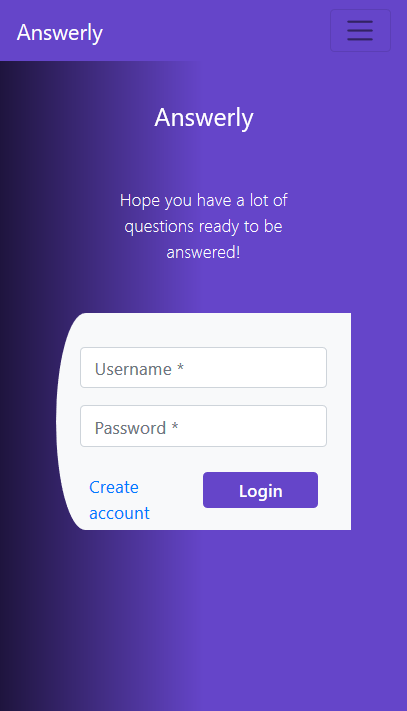 Answerly
Answerly
Hope you have a lot of
questions ready to be
answered!
Username *
Password *
Create
account
Login